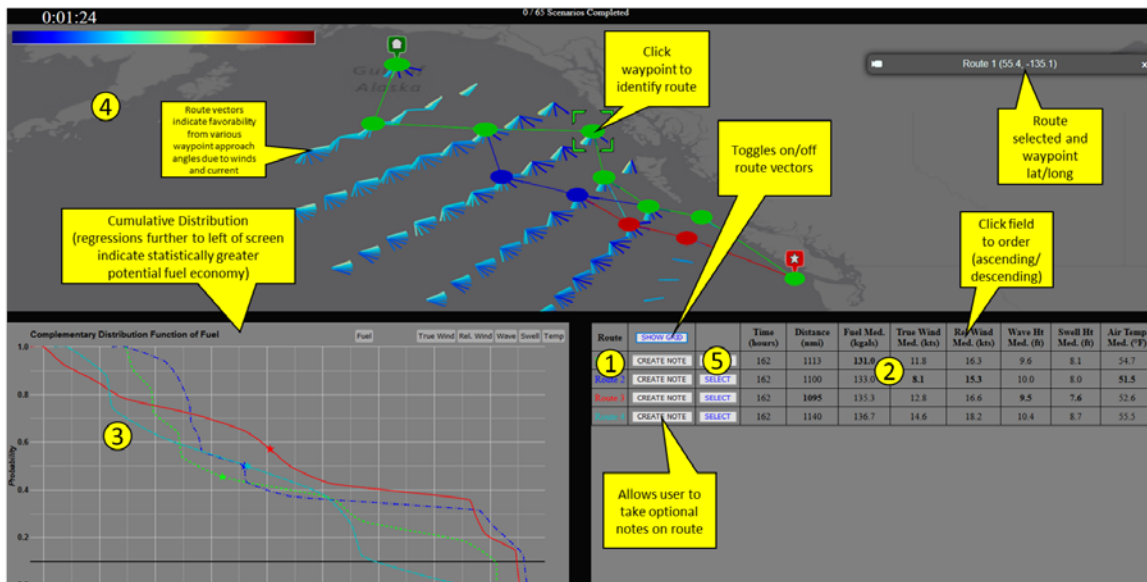 0:01:24
0 / 65 Scenarios Completed
Gulf of
Alaska
Click
waypoint to
identify route
Route 1 (55.4, -135.1)
x
4
Route vectors
indicate favorability
from various
waypoint approach
angles due to winds
and current
Toggles on/off
route vectors
Route
selected and
waypoint
lat/long
Cumulative Distribution
(regressions further to left of screen
indicate statistically greater
potential fuel economy)
Click field
to order
(ascending/
descending)
Complementary Distribution Function of Fuel
Fuel True Wind Rel. Wind Wave Swell Temp
1.0
0.8
0.6
0.4
0.2
Probability
3
Route SHOW GRID Time (hours) Distance (nmi) Fuel Med. (kgals) True Wind Med. (kts) Rel. Wind Med. (kts) Wave Ht Med. (ft) Swell Ht Med. (ft) Air Temp Med. (°F)
1 CREATE NOTE 5 162 1113 131.0 11.8 16.3 9.6 8.1 54.7
Route 2 CREATE NOTE SELECT 162 1100 133.0 2 8.1 15.3 10.0 8.0 51.5
Route 3 CREATE NOTE SELECT 162 1095 135.3 12.8 16.6 9.5 7.6 52.6
CREATE NOTE SELECT 162 1140 136.7 14.6 18.2 10.4 8.7 55.5
Allows user to
take optional
notes on route